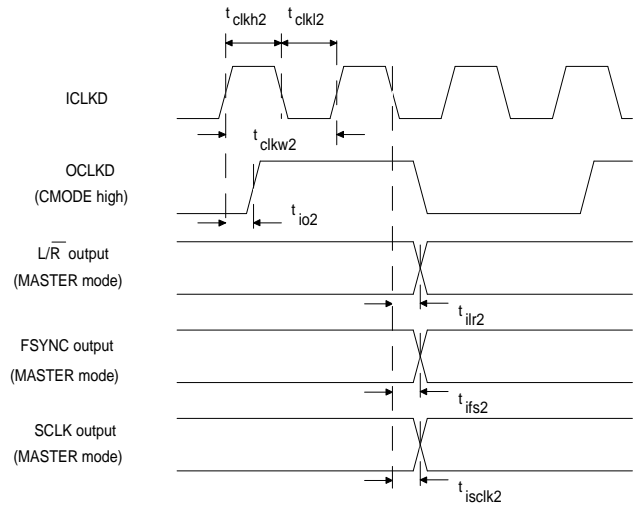 t clkh2 t clkl2
ICLKD
t clkw2
OCLKD
(CMODE high)
t io2
L/R̅ output
(MASTER mode)
t ilr2
FSYNC output
(MASTER mode)
t ifs2
SCLK output
(MASTER mode)
t isclk2